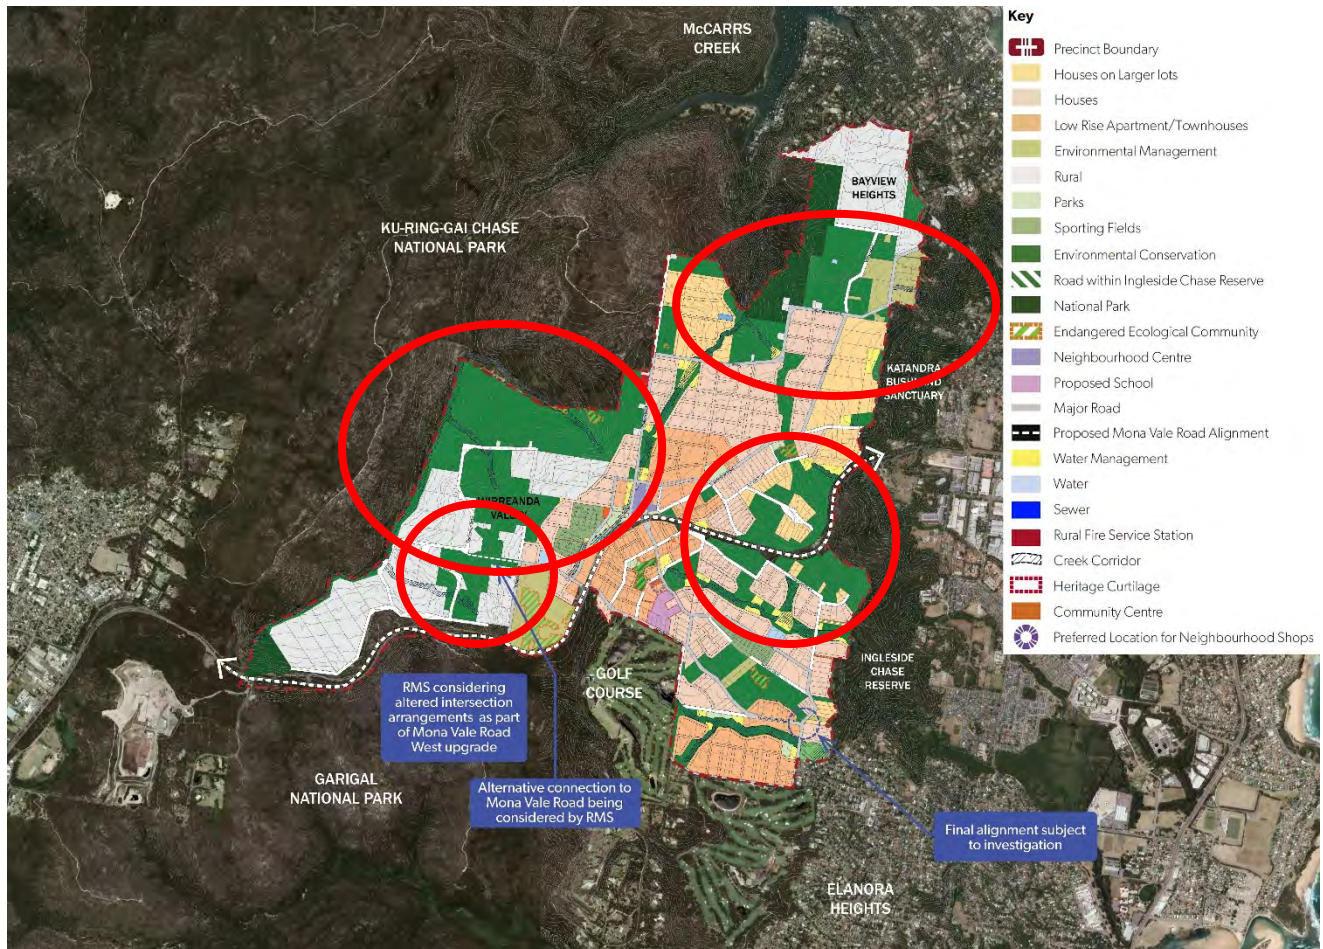 McCARRS
CREEK
BAYVIEW
HEIGHTS
KU-RING-GAI CHASE
NATIONAL PARK
KATANDRA
BUSHLAND
SANCTUARY
WIRREANDA
VALLEY
INGLESIDE
CHASE
RESERVE
GOLF
COURSE
RMS considering
altered intersection
arrangements as part
of Mona Vale Road
West upgrade
GARIGAL
NATIONAL PARK
Alternative connection to
Mona Vale Road being
considered by RMS
Final alignment subject
to investigation
ELANORA
HEIGHTS
Key
Precinct Boundary
Houses on Larger lots
Houses
Low Rise Apartment/Townhouses
Environmental Management
Rural
Parks
Sporting Fields
Environmental Conservation
Road within Ingleside Chase Reserve
National Park
Endangered Ecological Community
Neighbourhood Centre
Proposed School
Major Road
Proposed Mona Vale Road Alignment
Water Management
Water
Sewer
Rural Fire Service Station
Creek Corridor
Heritage Curtilage
Community Centre
Preferred Location for Neighbourhood Shops